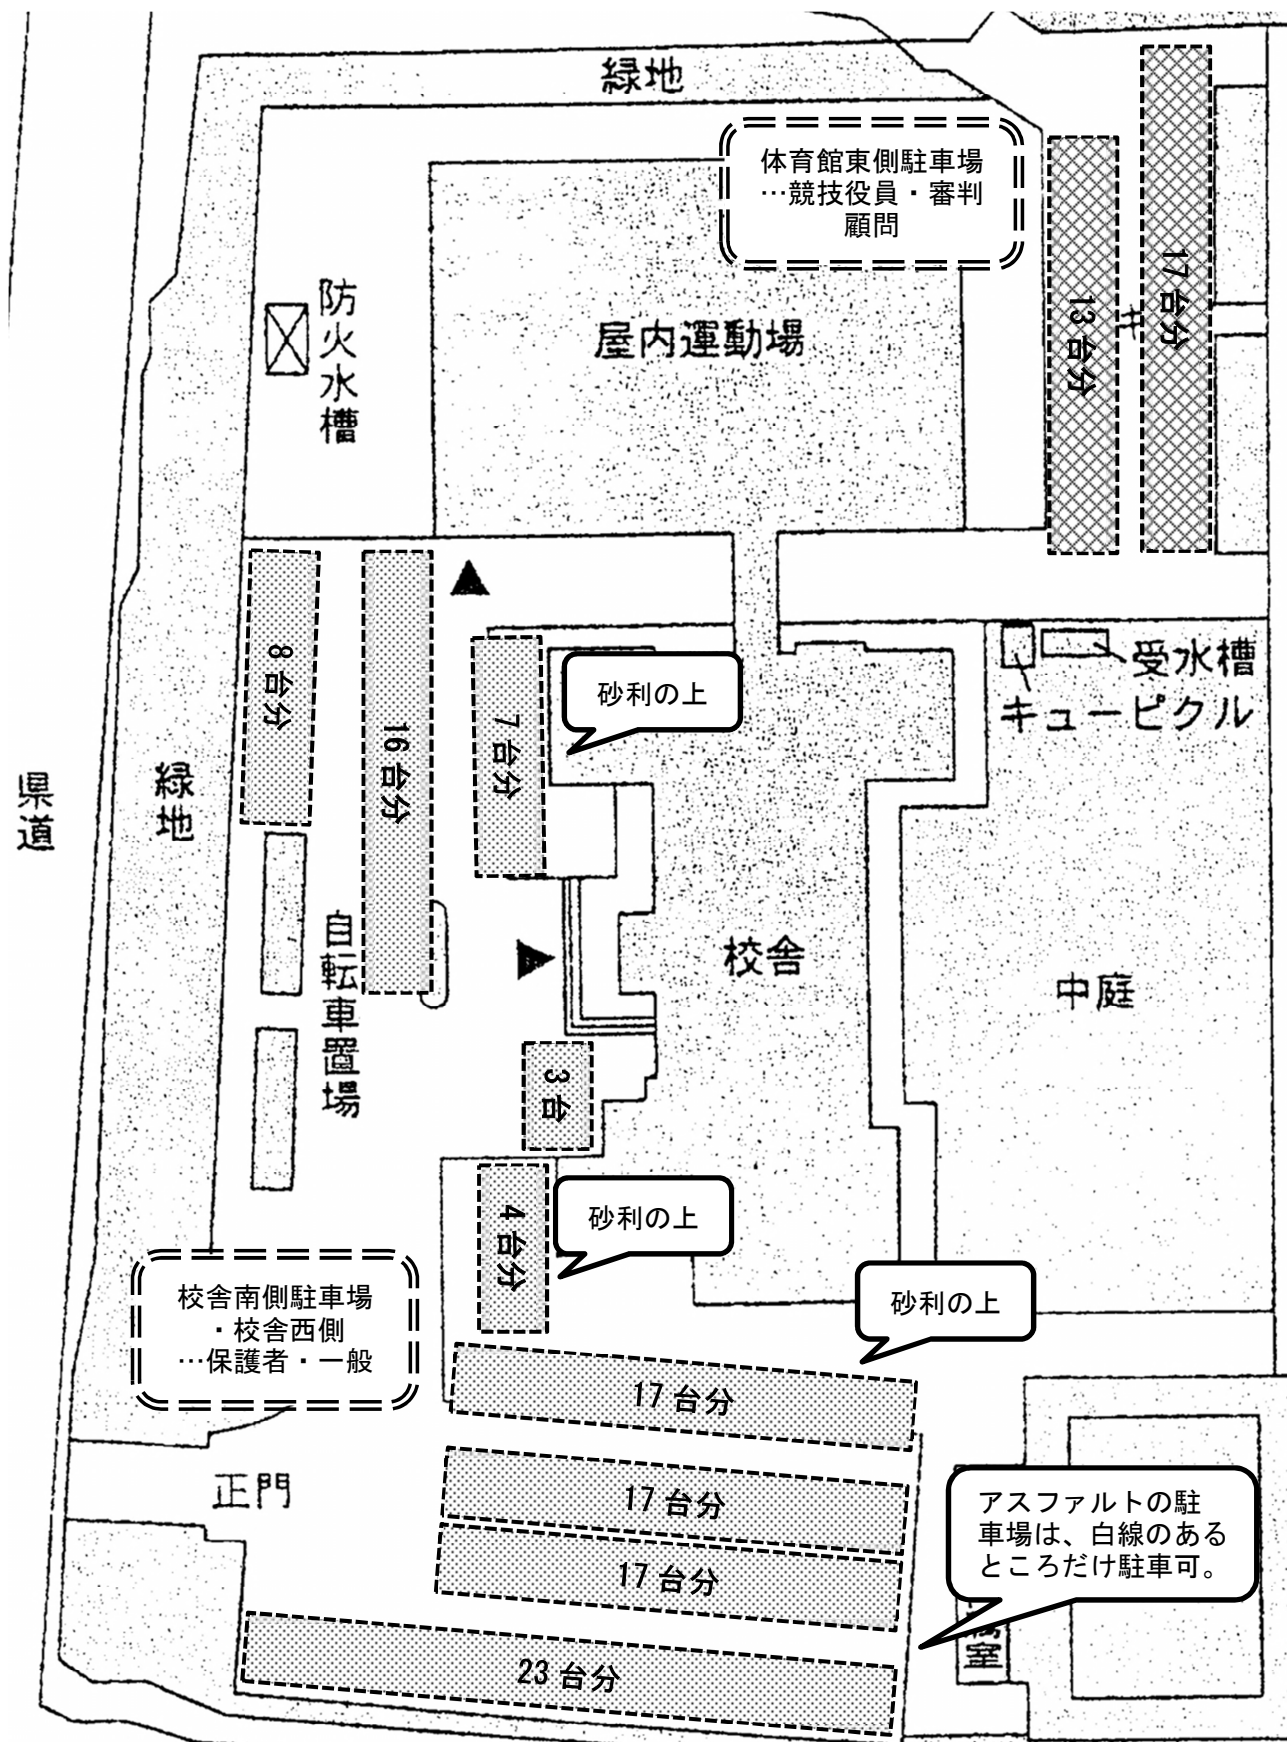 緑地
体育館東側駐車場
…競技役員・審判
顧問
17台分
13台分
防火水槽
屋内運動場
8台分
16台分
7台分
砂利の上
受水槽
キュービクル
県道
緑地
自転車置場
校舎
中庭
3台
4台分
砂利の上
校舎南側駐車場
・校舎西側
…保護者・一般
砂利の上
17台分
正門
17台分
アスファルトの駐
車場は、白線のある
ところだけ駐車可。
17台分
室
23台分